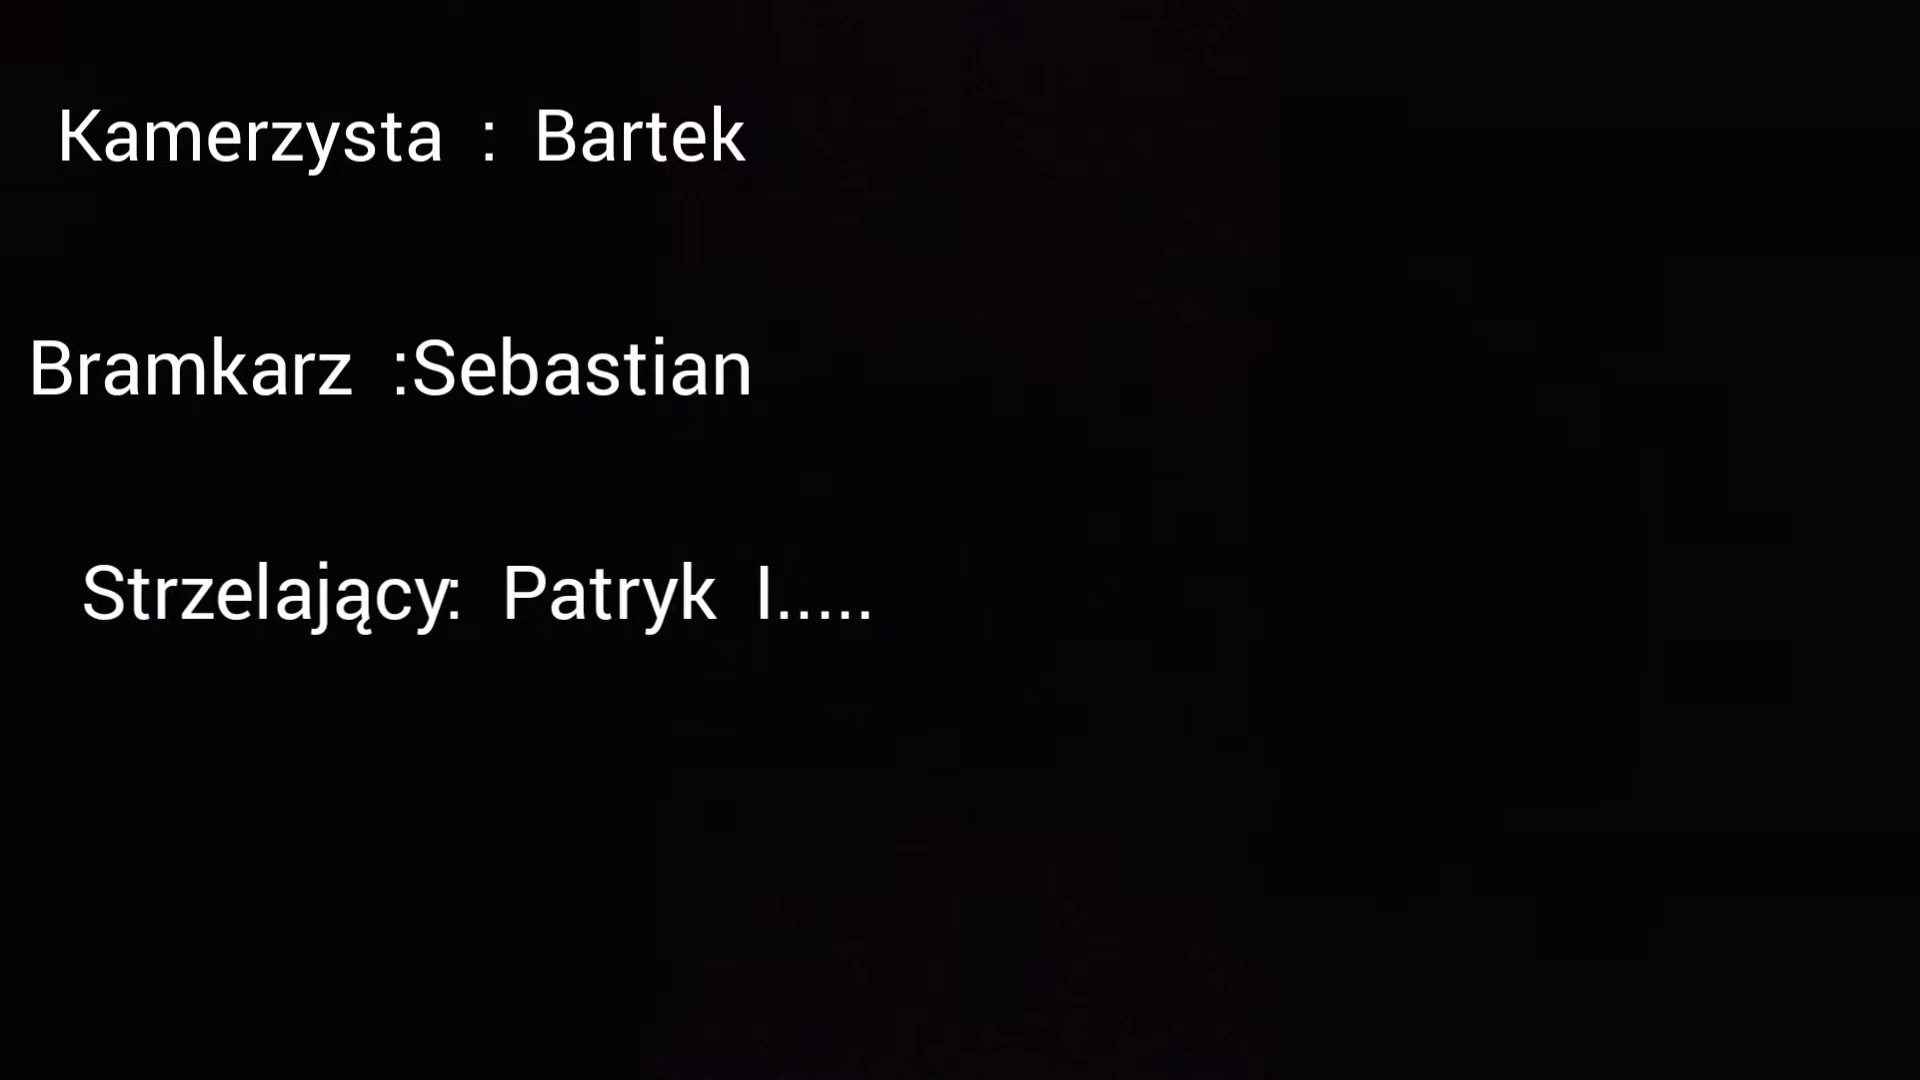 Kamerzysta : Bartek
Bramkarz :Sebastian
Strzelający: Patryk I.....